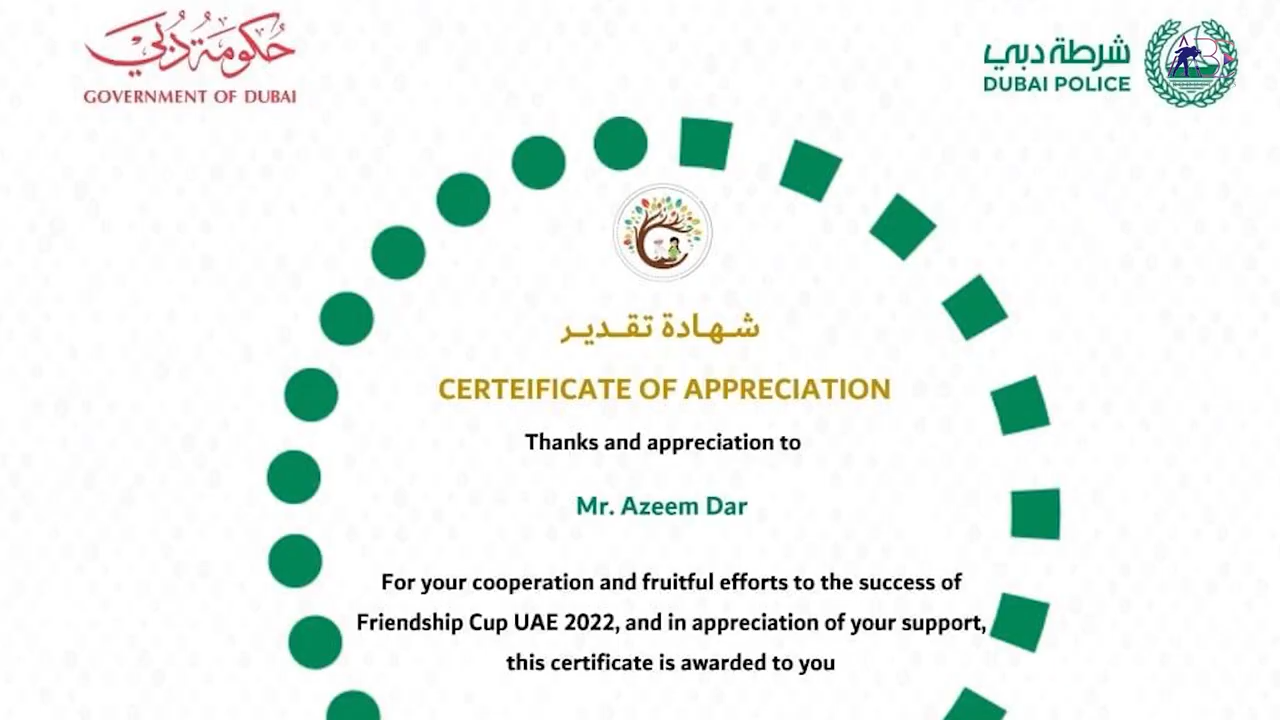 حكومة دبي
GOVERNMENT OF DUBAI
شرطة دبي
DUBAI POLICE
شهادة تقدير
CERTEIFICATE OF APPRECIATION
Thanks and appreciation to
Mr. Azeem Dar
For your cooperation and fruitful efforts to the success of
Friendship Cup UAE 2022, and in appreciation of your support,
this certificate is awarded to you